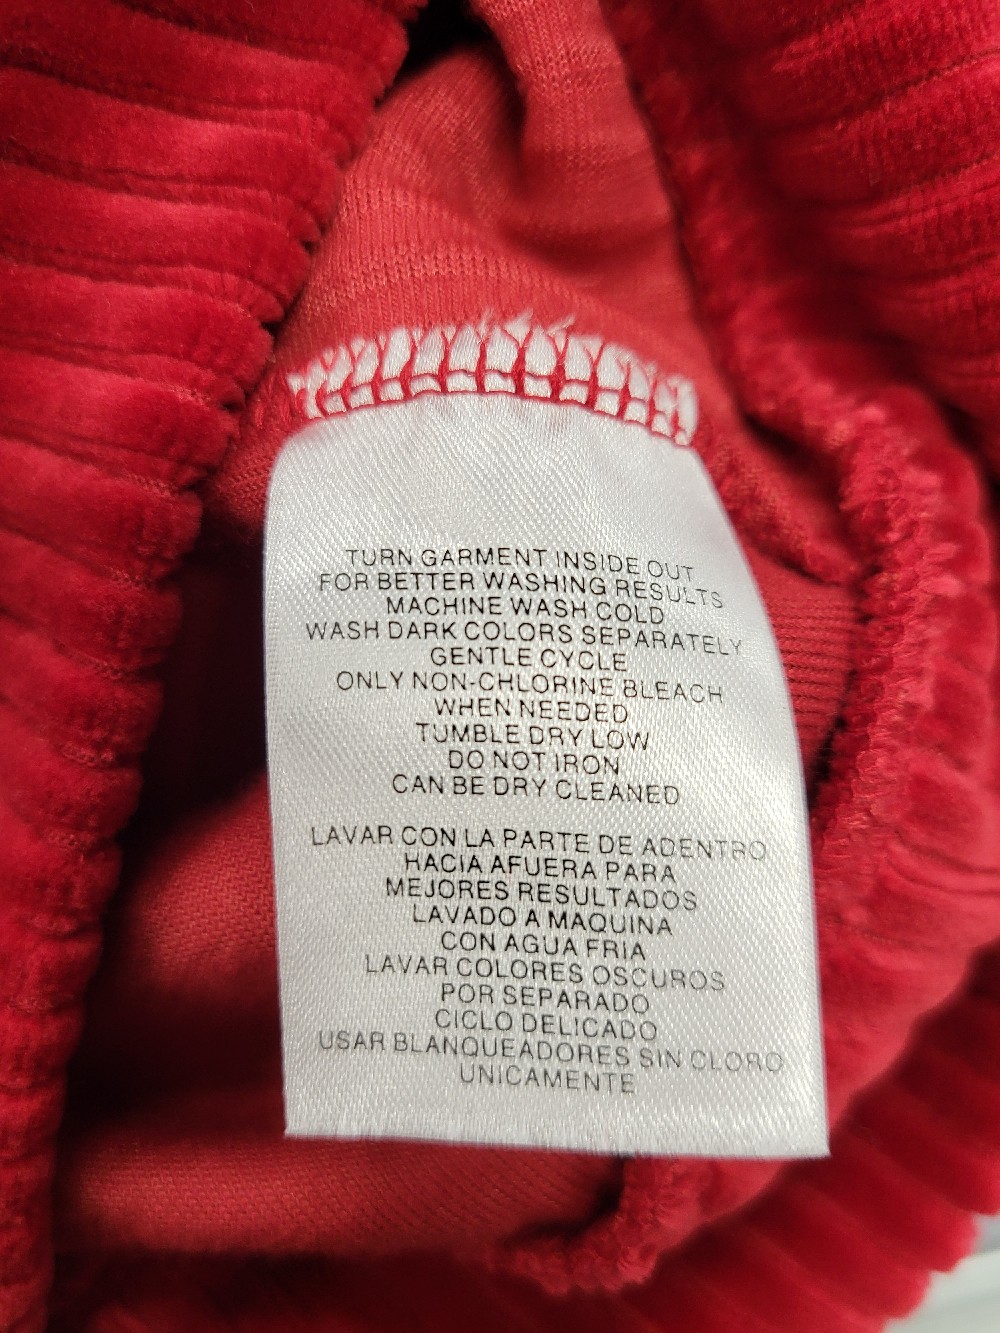 TURN GARMENT INSIDE OUT
FOR BETTER WASHING RESULTS
MACHINE WASH COLD
WASH DARK COLORS SEPARATELY
GENTLE CYCLE
ONLY NON-CHLORINE BLEACH
WHEN NEEDED
TUMBLE DRY LOW
DO NOT IRON
CAN BE DRY CLEANED
LAVAR CON LA PARTE DE ADENTRO
HACIA AFUERA PARA
MEJORES RESULTADOS
LAVADO A MAQUINA
CON AGUA FRIA
LAVAR COLORES OSCUROS
POR SEPARADO
CICLO DELICADO
USAR BLANQUEADORES SIN CLORO
UNICAMENTE